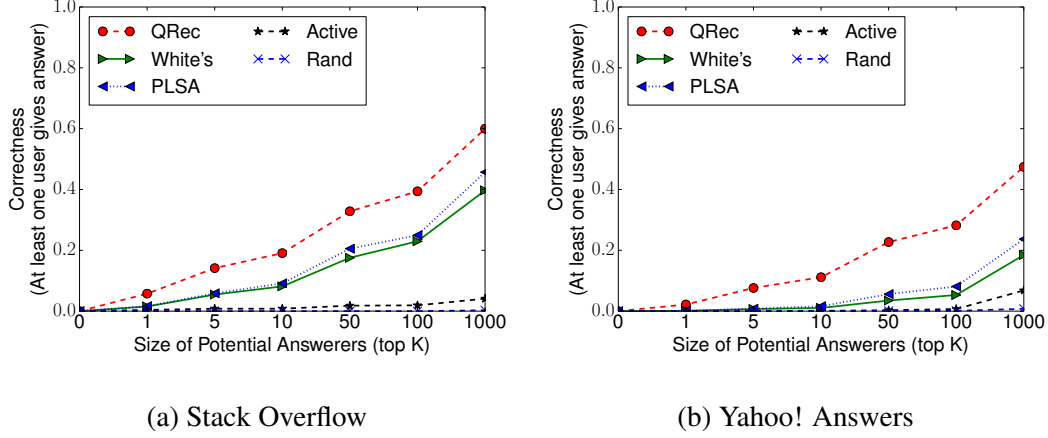 1.0
0.8
0.6
0.4
0.2
0.0
Correctness
(At least one user gives answer)
QRec
White's
PLSA
Active
Rand
0 1 5 10 50 100 1000
Size of Potential Answerers (top K)
(a) Stack Overflow
1.0
0.8
0.6
0.4
0.2
0.0
Correctness
(At least one user gives answer)
QRec
White's
PLSA
Active
Rand
0 1 5 10 50 100 1000
Size of Potential Answerers (top K)
(b) Yahoo! Answers